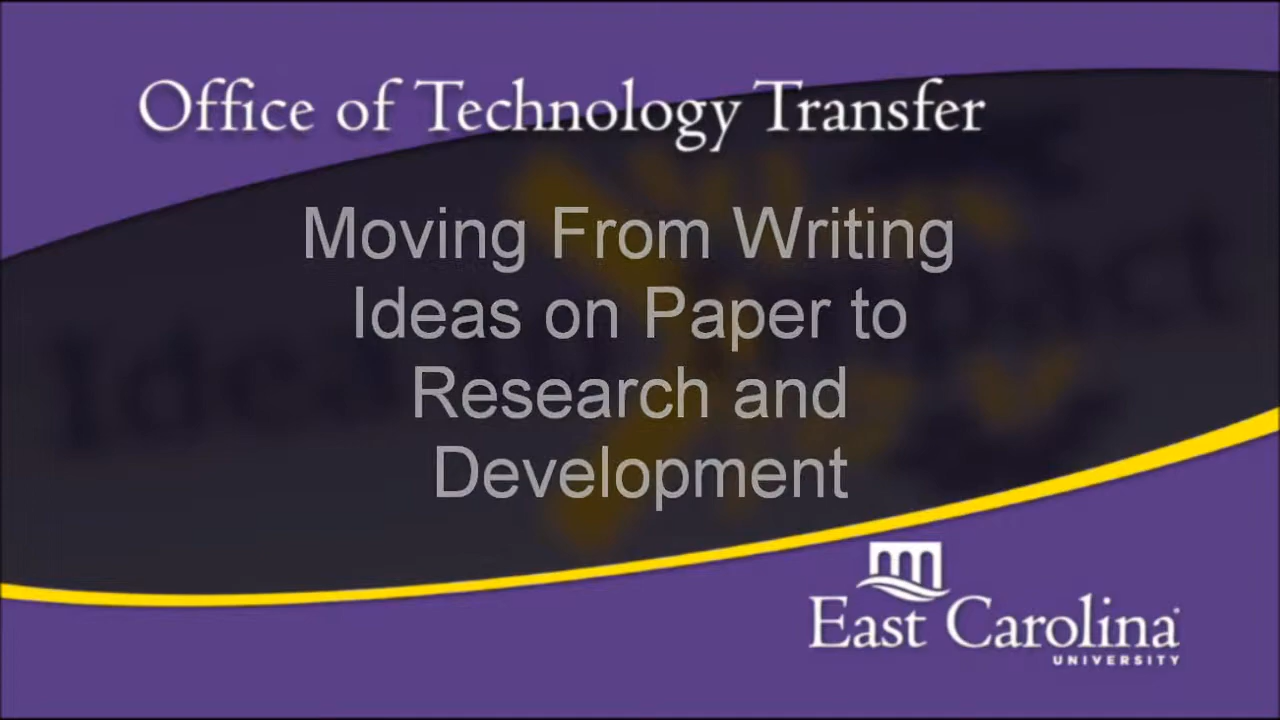 Office of Technology Transfer
Moving From Writing
Ideas on Paper to
Research and
Development
East Carolina
UNIVERSITY